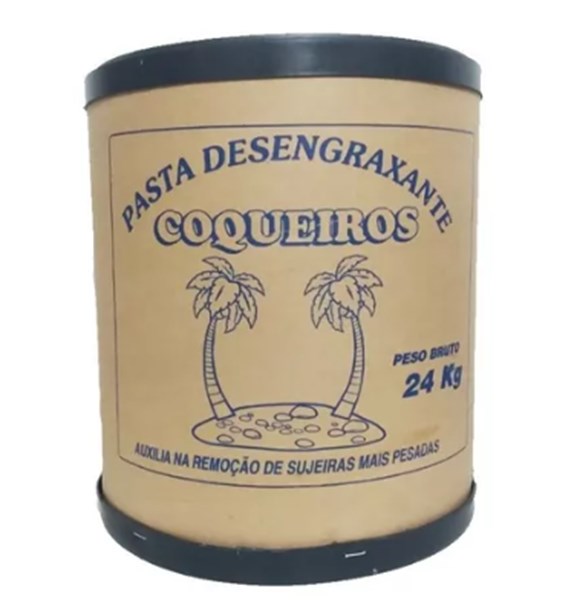 PASTA DESENGRAXANTE
COQUEIROS
PESO BRUTO
24 Kg
AUXILIA NA REMOÇÃO DE SUJEIRAS MAIS PESADAS